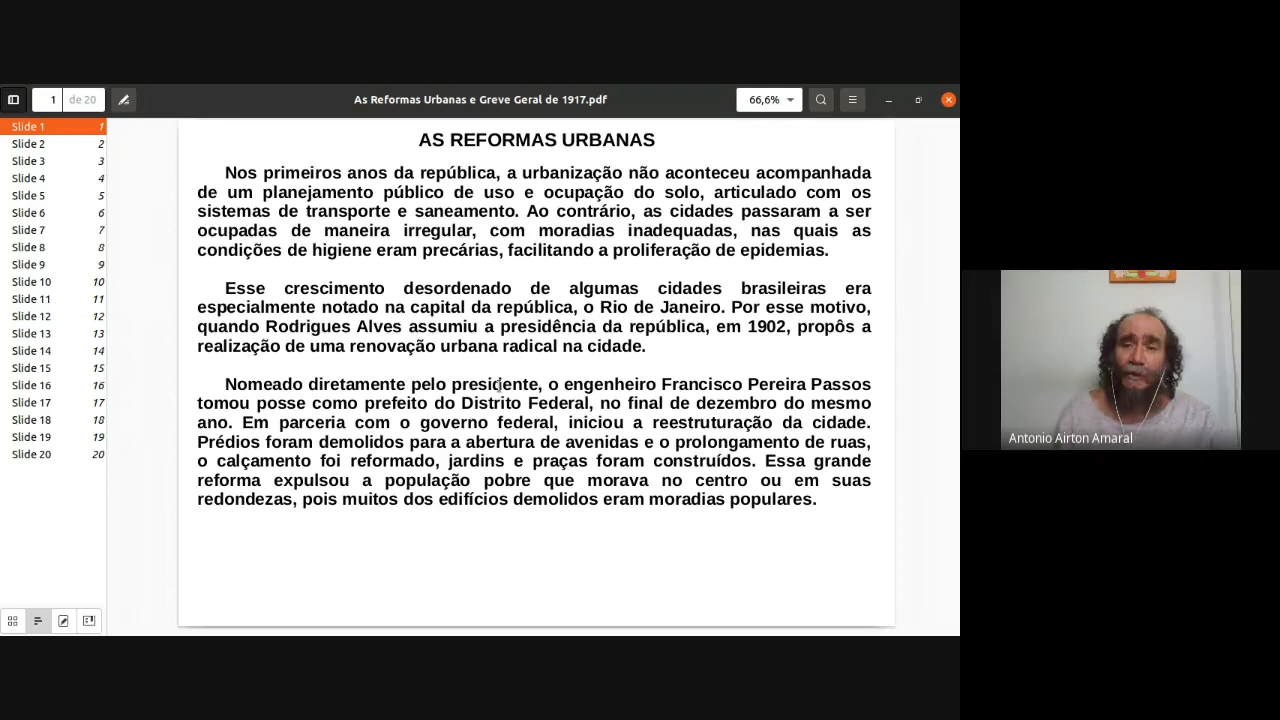 1 de 20
As Reformas Urbanas e Greve Geral de 1917.pdf
66,6%
Slide 1 1
Slide 2 2
Slide 3 3
Slide 4 4
Slide 5 5
Slide 6 6
Slide 7 7
Slide 8 8
Slide 9 9
Slide 10 10
Slide 11 11
Slide 12 12
Slide 13 13
Slide 14 14
Slide 15 15
Slide 16 16
Slide 17 17
Slide 18 18
Slide 19 19
Slide 20 20
AS REFORMAS URBANAS
Nos primeiros anos da república, a urbanização não aconteceu acompanhada
de um planejamento público de uso e ocupação do solo, articulado com os
sistemas de transporte e saneamento. Ao contrário, as cidades passaram a ser
ocupadas de maneira irregular, com moradias inadequadas, nas quais as
condições de higiene eram precárias, facilitando a proliferação de epidemias.
Esse crescimento desordenado de algumas cidades brasileiras era
especialmente notado na capital da república, o Rio de Janeiro. Por esse motivo,
quando Rodrigues Alves assumiu a presidência da república, em 1902, propôs a
realização de uma renovação urbana radical na cidade.
Nomeado diretamente pelo presidente, o engenheiro Francisco Pereira Passos
tomou posse como prefeito do Distrito Federal, no final de dezembro do mesmo
ano. Em parceria com o governo federal, iniciou a reestruturação da cidade.
Prédios foram demolidos para a abertura de avenidas e o prolongamento de ruas,
o calçamento foi reformado, jardins e praças foram construídos. Essa grande
reforma expulsou a população pobre que morava no centro ou em suas
redondezas, pois muitos dos edifícios demolidos eram moradias populares.
Antonio Airton Amaral